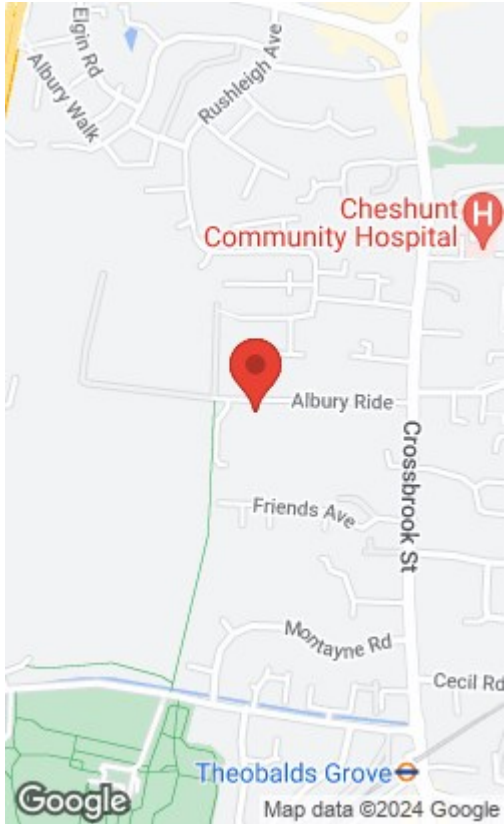 Elgin Rd
Albury Walk
Rushleigh Ave
Cheshunt
Community Hospital
H
Albury Ride
Crossbrook St
Friends Ave
Montayne Rd
Cecil Rd
Theobalds Grove
Google
Map data ©2024 Google